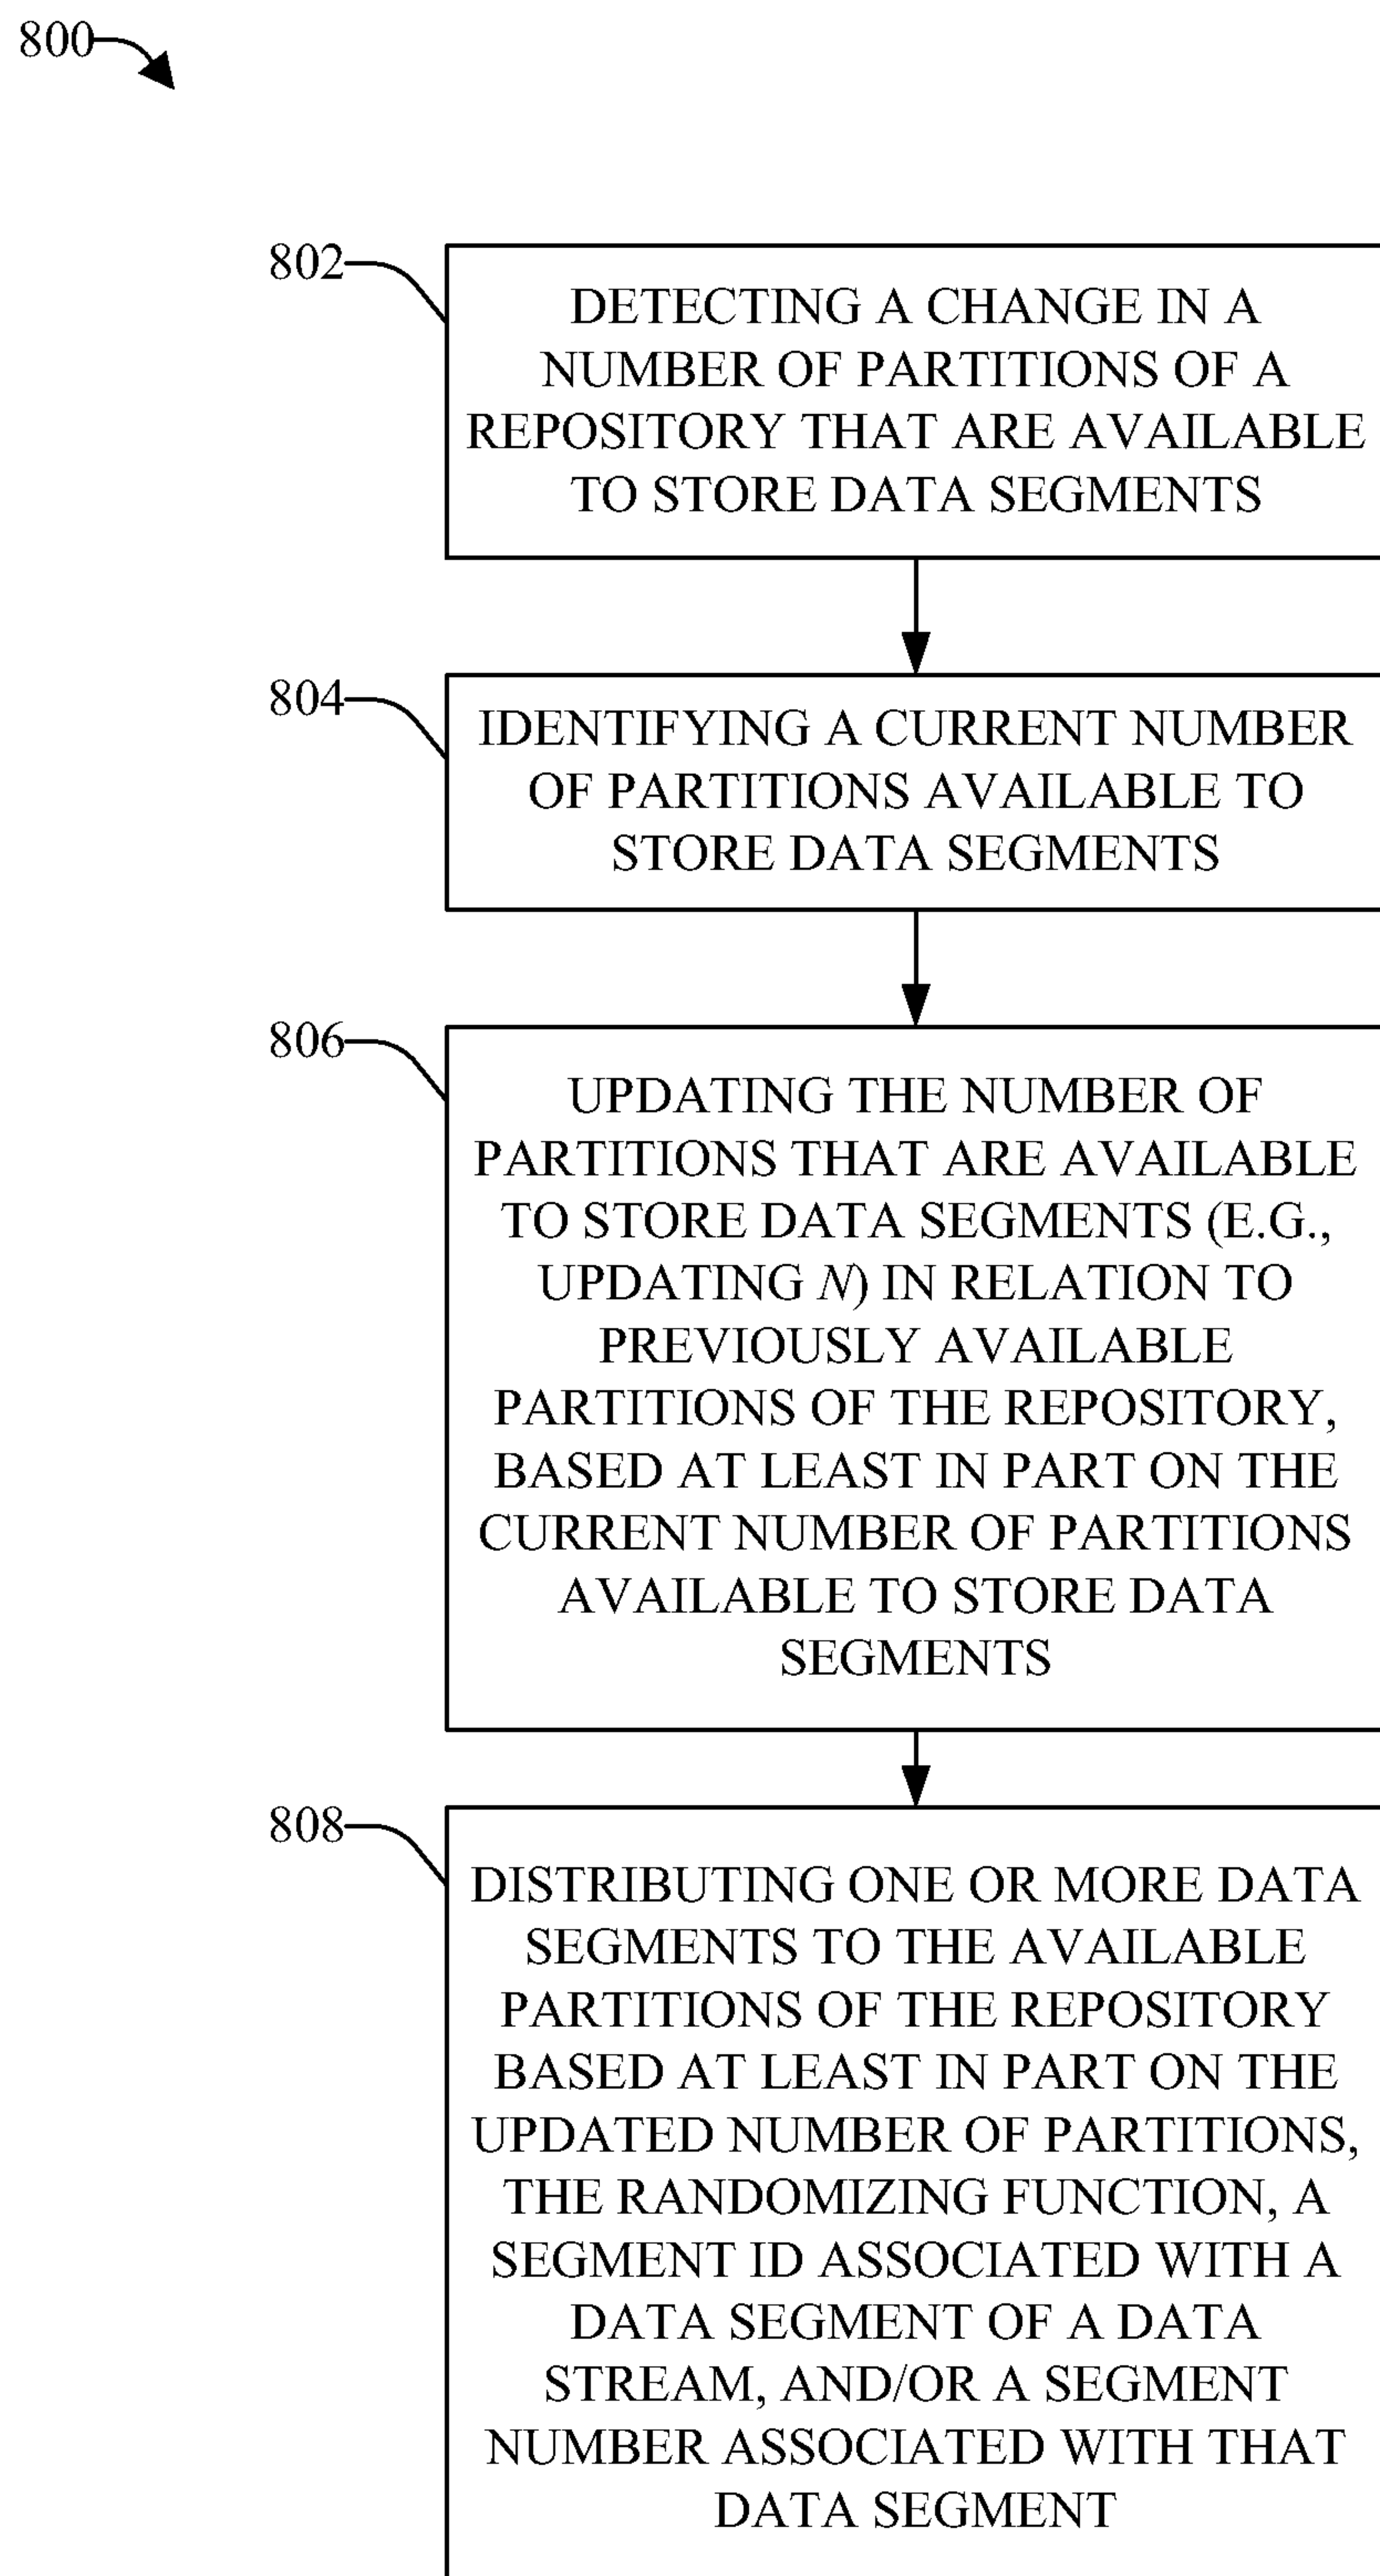 800
802
DETECTING A CHANGE IN A
NUMBER OF PARTITIONS OF A
REPOSITORY THAT ARE AVAILABLE
TO STORE DATA SEGMENTS
804
IDENTIFYING A CURRENT NUMBER
OF PARTITIONS AVAILABLE TO
STORE DATA SEGMENTS
806
UPDATING THE NUMBER OF
PARTITIONS THAT ARE AVAILABLE
TO STORE DATA SEGMENTS (E.G.,
UPDATING N) IN RELATION TO
PREVIOUSLY AVAILABLE
PARTITIONS OF THE REPOSITORY,
BASED AT LEAST IN PART ON THE
CURRENT NUMBER OF PARTITIONS
AVAILABLE TO STORE DATA
SEGMENTS
808
DISTRIBUTING ONE OR MORE DATA
SEGMENTS TO THE AVAILABLE
PARTITIONS OF THE REPOSITORY
BASED AT LEAST IN PART ON THE
UPDATED NUMBER OF PARTITIONS,
THE RANDOMIZING FUNCTION, A
SEGMENT ID ASSOCIATED WITH A
DATA SEGMENT OF A DATA
STREAM, AND/OR A SEGMENT
NUMBER ASSOCIATED WITH THAT
DATA SEGMENT